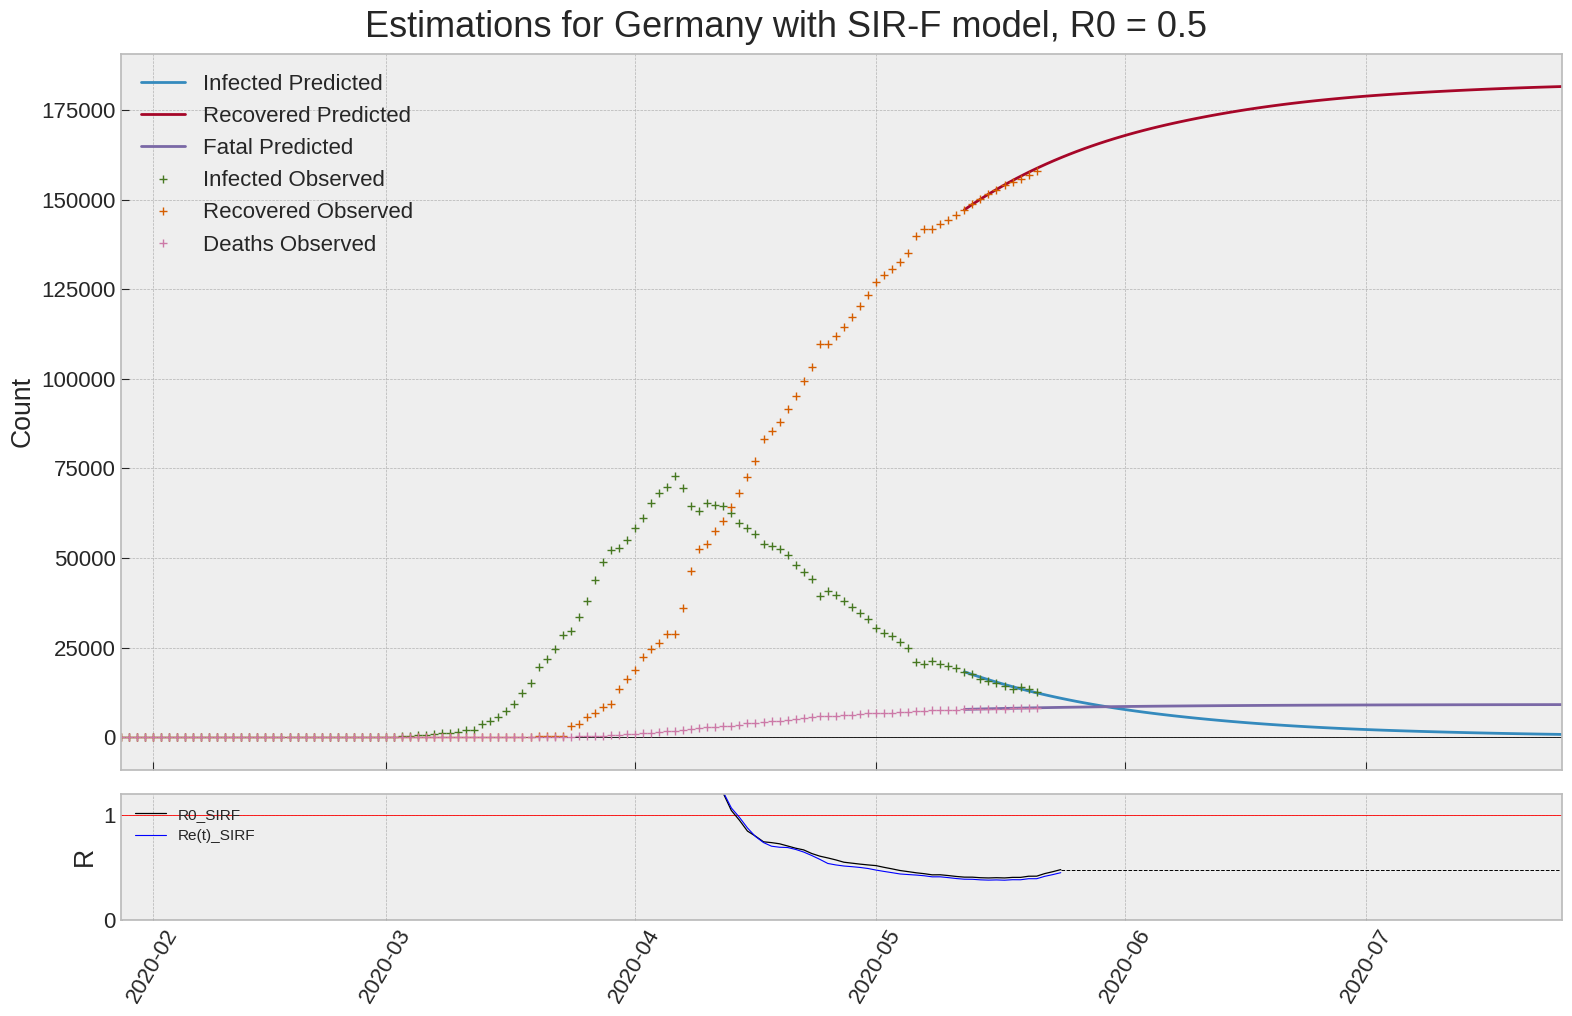 Estimations for Germany with SIR-F model, R0 = 0.5
Infected Predicted
Recovered Predicted
Fatal Predicted
Infected Observed
Recovered Observed
Deaths Observed
175000
150000
125000
100000
75000
50000
25000
0
Count
R0_SIRF
Re(t)_SIRF
1
0
R
2020-02
2020-03
2020-04
2020-05
2020-06
2020-07